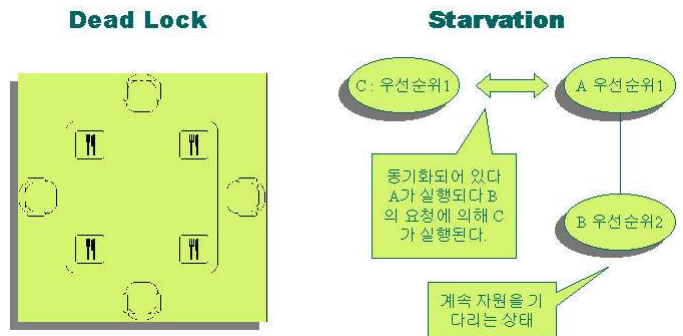 Dead Lock
Starvation
C : 우선순위1
A 우선순위1
동기화되어 있다
A가 실행되다 B
의 요청에 의해 C
가 실행된다.
B 우선순위2
계속 자원을 기
다리는 상태